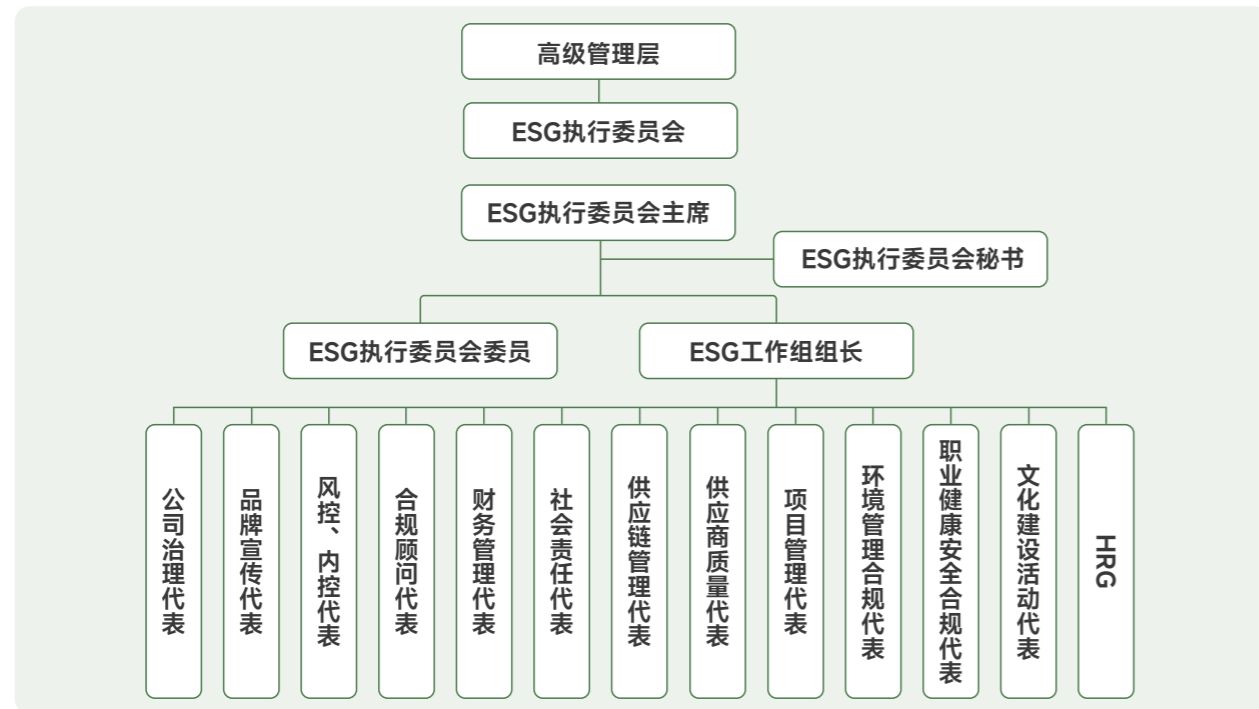 高级管理层
ESG执行委员会
ESG执行委员会主席
ESG执行委员会秘书
ESG执行委员会委员
ESG工作组组长
公司治理代表
品牌宣传代表
风控、内控代表
合规顾问代表
财务管理代表
社会责任代表
供应链管理代表
供应商质量代表
项目管理代表
环境管理合规代表
职业健康安全合规代表
文化建设活动代表
HRG